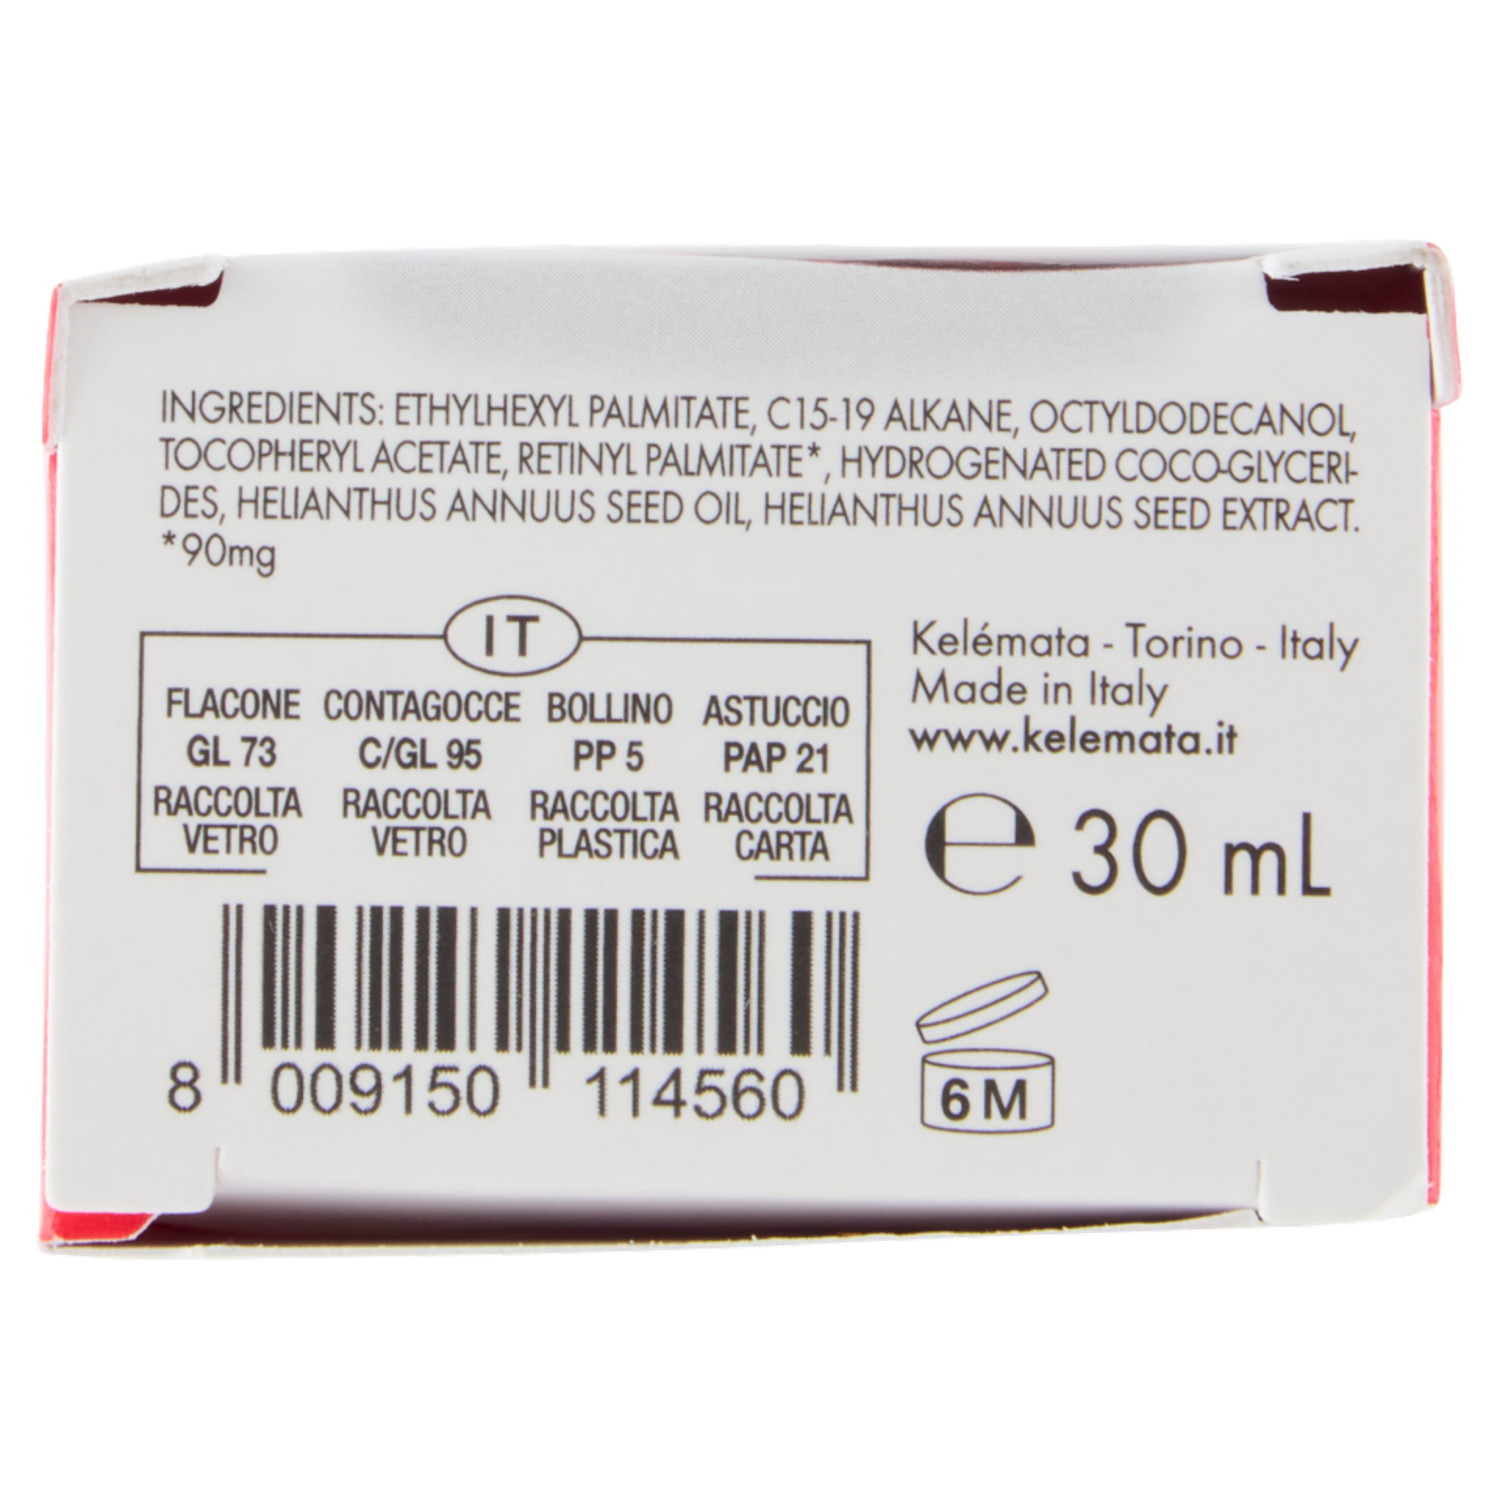 INGREDIENTS: ETHYLHEXYL PALMITATE, C15-19 ALKANE, OCTYLDODECANOL,
TOCOPHERYL ACETATE, RETINYL PALMITATE*, HYDROGENATED COCO-GLYCERI-
DES, HELIANTHUS ANNUUS SEED OIL, HELIANTHUS ANNUUS SEED EXTRACT.
*90mg
IT
FLACONE CONTAGOCCE BOLLINO ASTUCCIO
GL 73 C/GL 95 PP 5 PAP 21
RACCOLTA RACCOLTA RACCOLTA RACCOLTA
VETRO VETRO PLASTICA CARTA
Kelémata - Torino - Italy
Made in Italy
www.kelemata.it
℮ 30 mL
8 009150 114560
6M